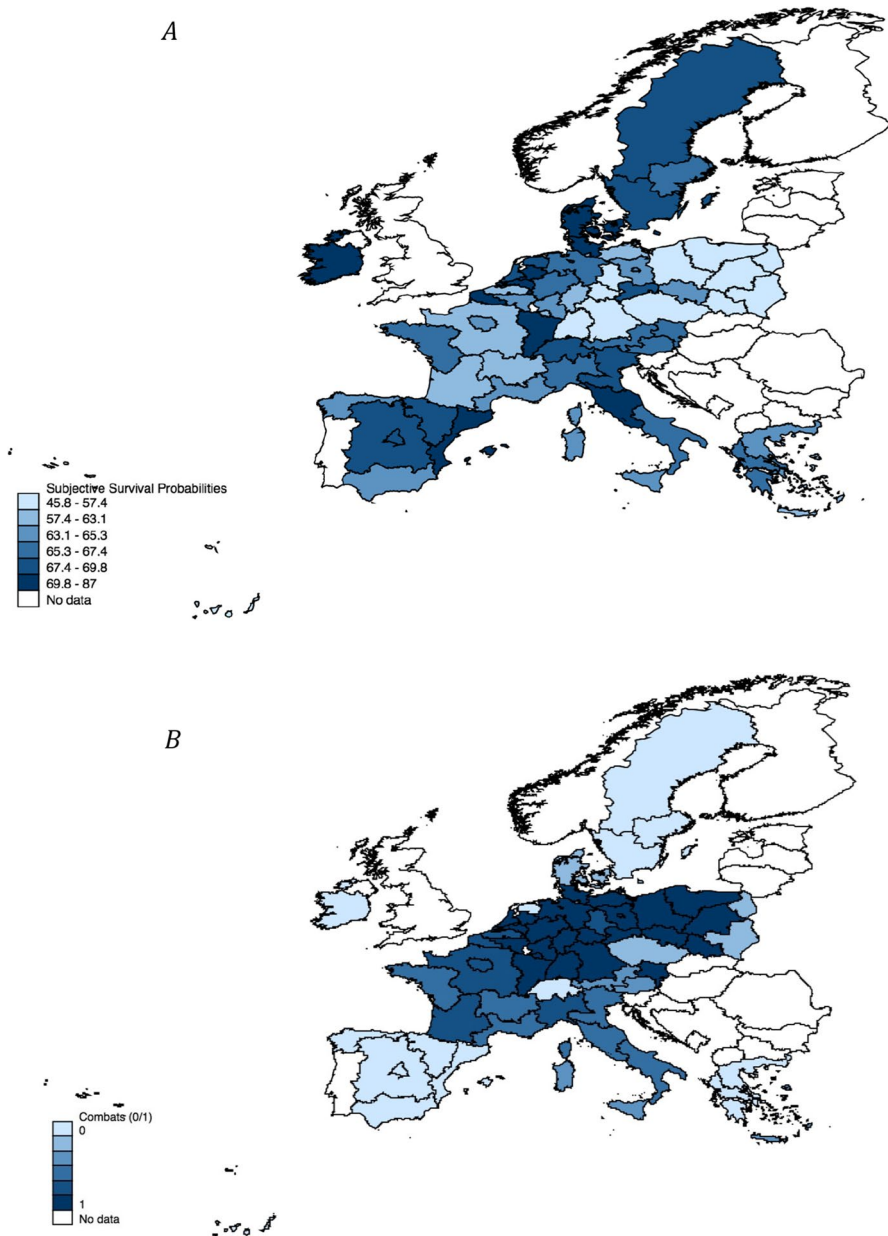 A
Subjective Survival Probabilities
45.8 - 57.4
57.4 - 63.1
63.1 - 65.3
65.3 - 67.4
67.4 - 69.8
69.8 - 87
No data
B
Combats (0/1)
0
1
No data